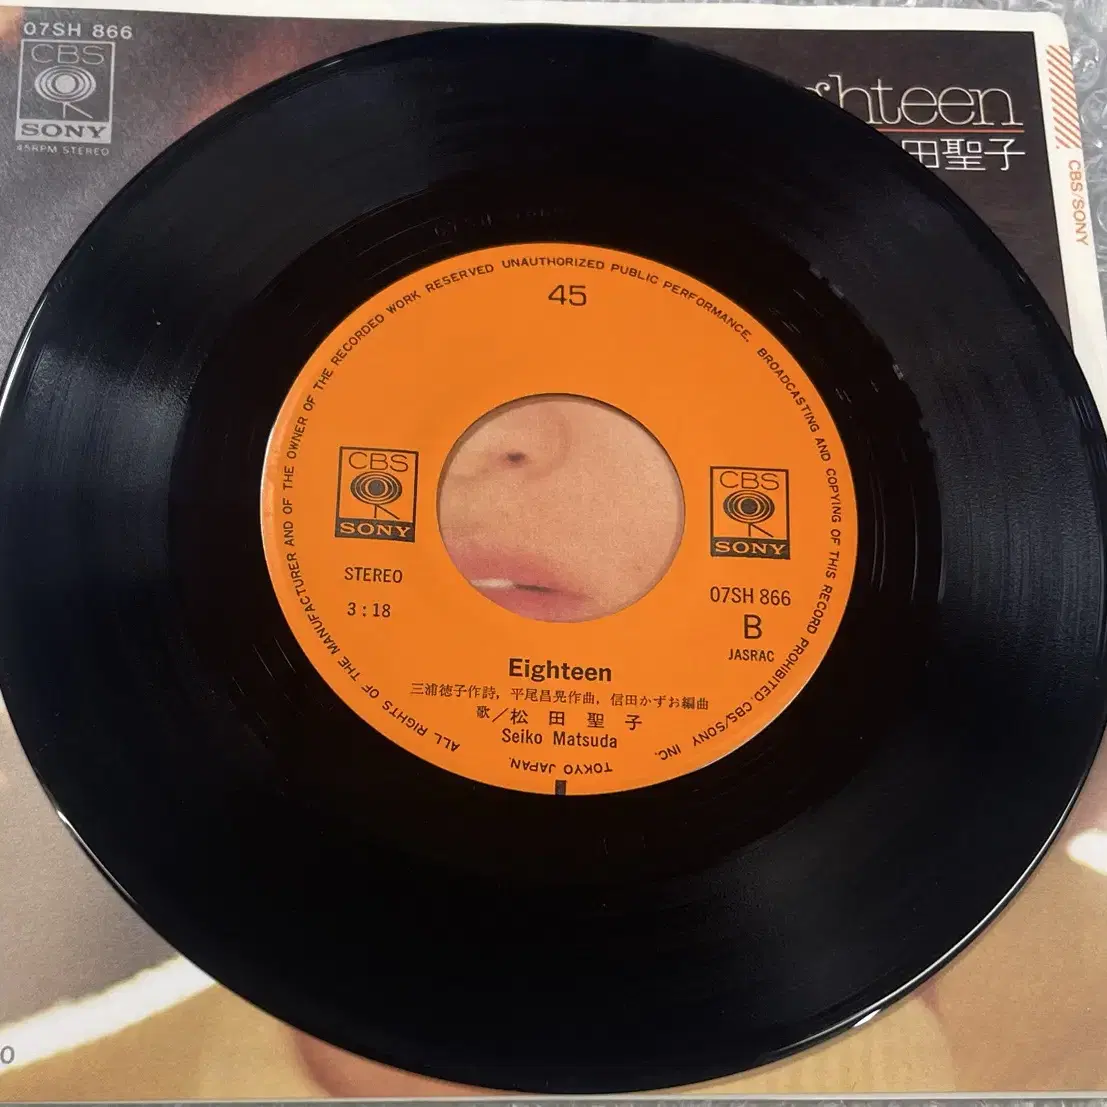 07SH 866
CBS
SONY
45RPM STEREO
ghteen
田聖子
CBS/SONY
ALL RIGHTS OF THE MANUFACTURER AND OF THE OWNER OF THE RECORDED WORK RESERVED UNAUTHORIZED PUBLIC PERFORMANCE. BROADCASTING AND COPYING OF THIS RECORD PROHIBITED. CBS/SONY INC.
TOKYO JAPAN.
45
CBS
SONY
STEREO
3:18
CBS
SONY
07SH 866
B
JASRAC
Eighteen
三浦徳子作詩, 平尾昌晃作曲, 信田かずお編曲
歌/松田聖子
Seiko Matsuda
0